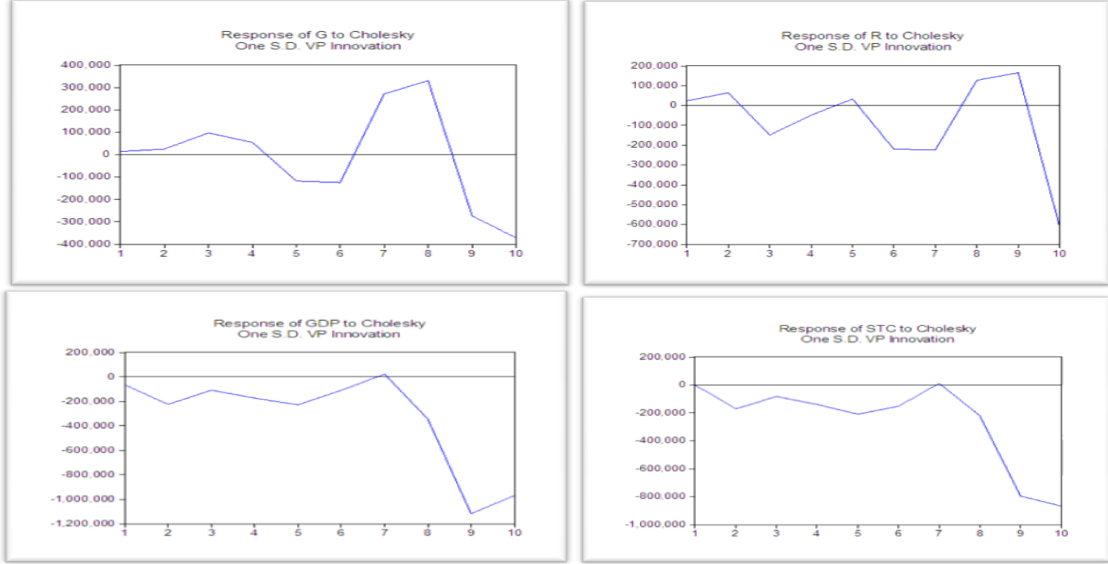 Response of G to Cholesky
One S.D. VP Innovation
400,000
300,000
200,000
100,000
0
-100,000
-200,000
-300,000
-400,000
1 2 3 4 5 6 7 8 9 10
Response of R to Cholesky
One S.D. VP Innovation
200,000
100,000
0
-100,000
-200,000
-300,000
-400,000
-500,000
-600,000
-700,000
1 2 3 4 5 6 7 8 9 10
Response of GDP to Cholesky
One S.D. VP Innovation
200,000
0
-200,000
-400,000
-600,000
-800,000
-1,000,000
-1,200,000
1 2 3 4 5 6 7 8 9 10
Response of STC to Cholesky
One S.D. VP Innovation
200,000
0
-200,000
-400,000
-600,000
-800,000
-1,000,000
1 2 3 4 5 6 7 8 9 10